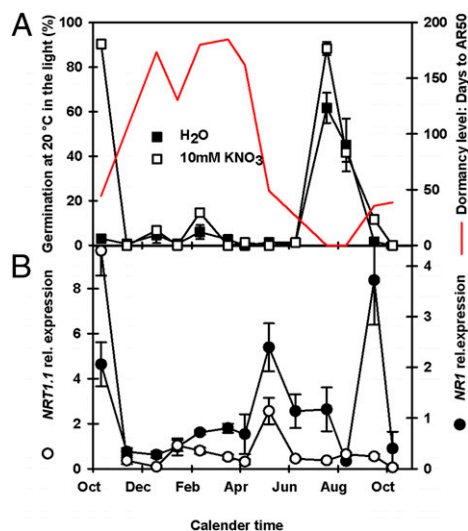 A
Germination at 20 °C in the light (%)
100
80
60
40
20
0
H₂O
10mM KNO₃
200
150
100
50
0
Dormancy level: Days to AR50
B
NRT1.1 rel. expression
8
6
4
2
0
4
3
2
1
0
NR1 rel.expression
Oct Dec Feb Apr Jun Aug Oct
Calender time